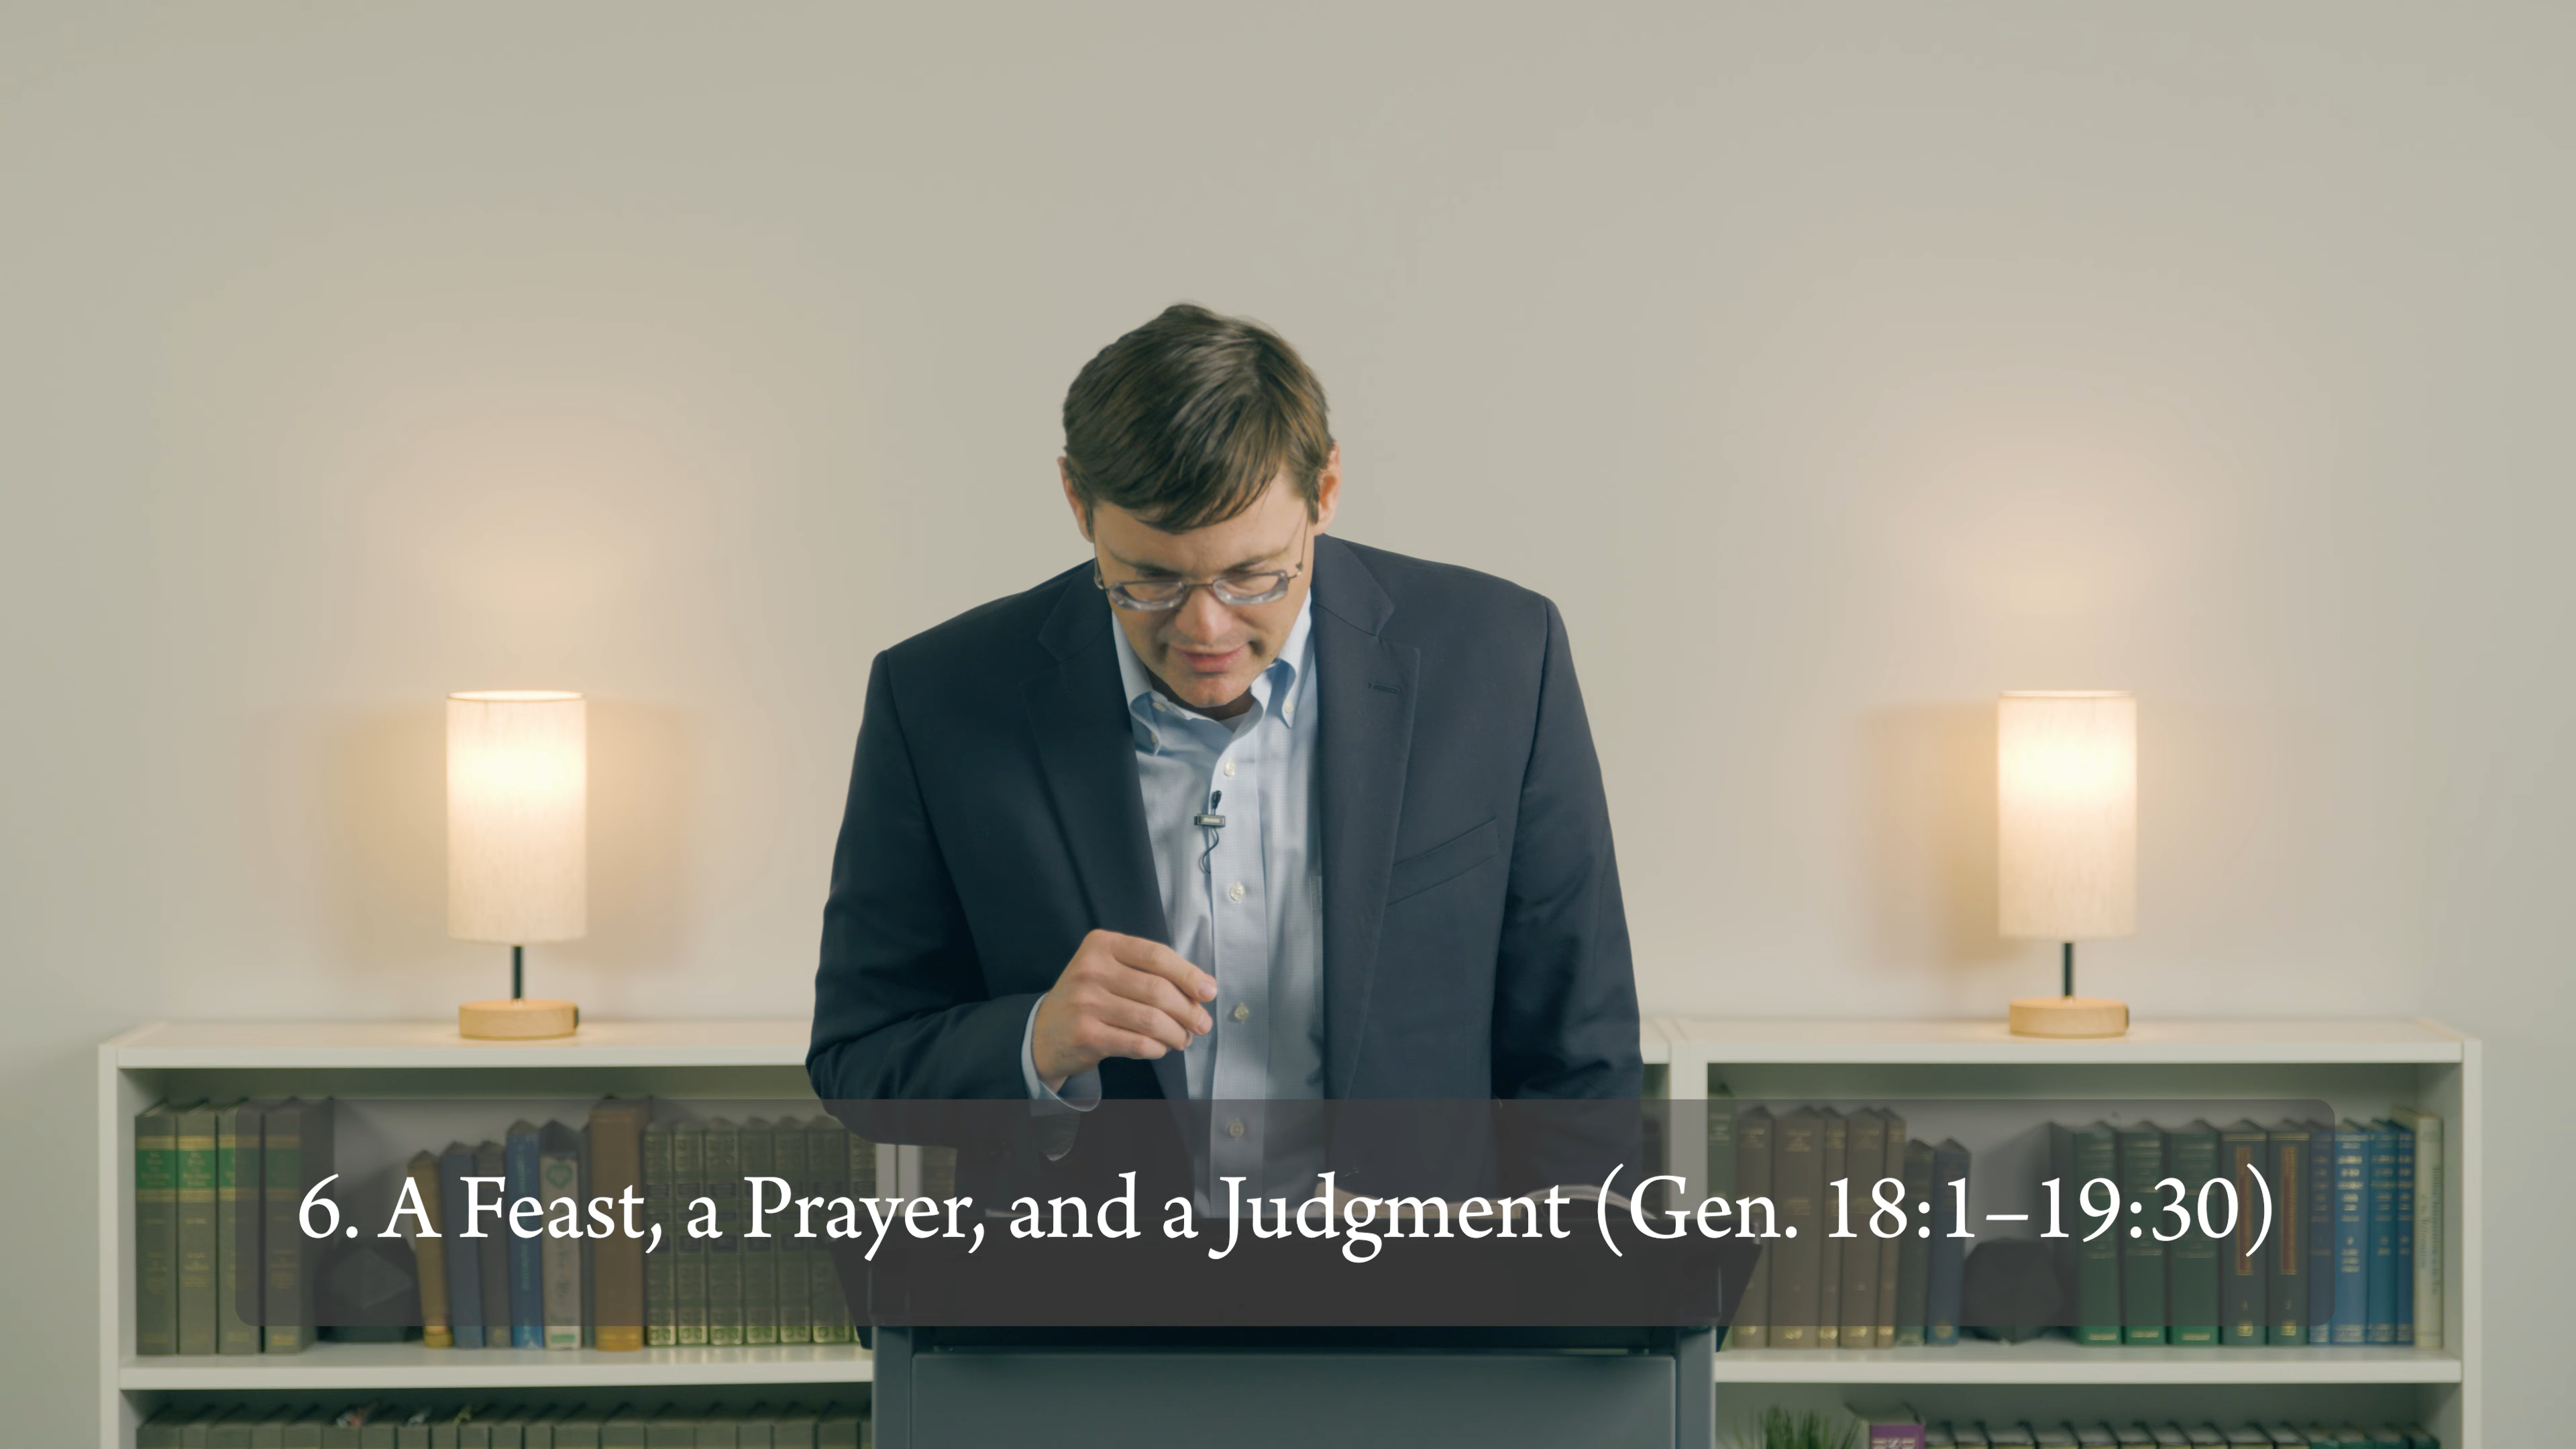 6. A Feast, a Prayer, and a Judgment (Gen. 18:1–19:30)